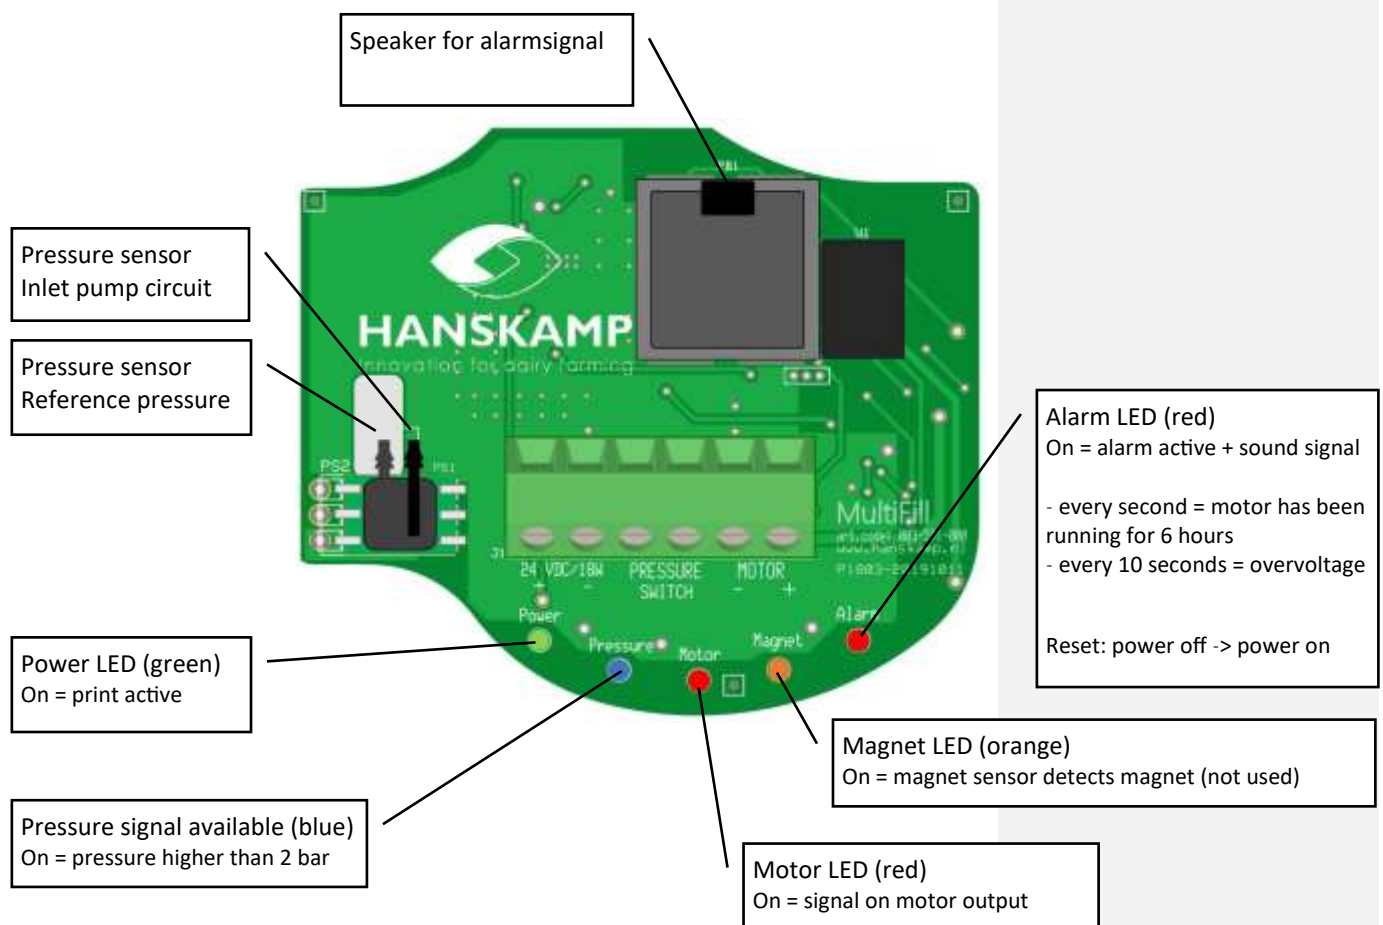 Speaker for alarmsignal
Pressure sensor
Inlet pump circuit
Pressure sensor
Reference pressure
HANSKAMP
innovation for dairy farming
PS2
PS1
J1
24 VDC/18W
+ -
PRESSURE
SWITCH
MOTOR
- +
MultiFill
Power
Pressure
Motor
Magnet
Alarm
Alarm LED (red)
On = alarm active + sound signal
- every second = motor has been
running for 6 hours
- every 10 seconds = overvoltage
Reset: power off -> power on
Power LED (green)
On = print active
Magnet LED (orange)
On = magnet sensor detects magnet (not used)
Pressure signal available (blue)
On = pressure higher than 2 bar
Motor LED (red)
On = signal on motor output